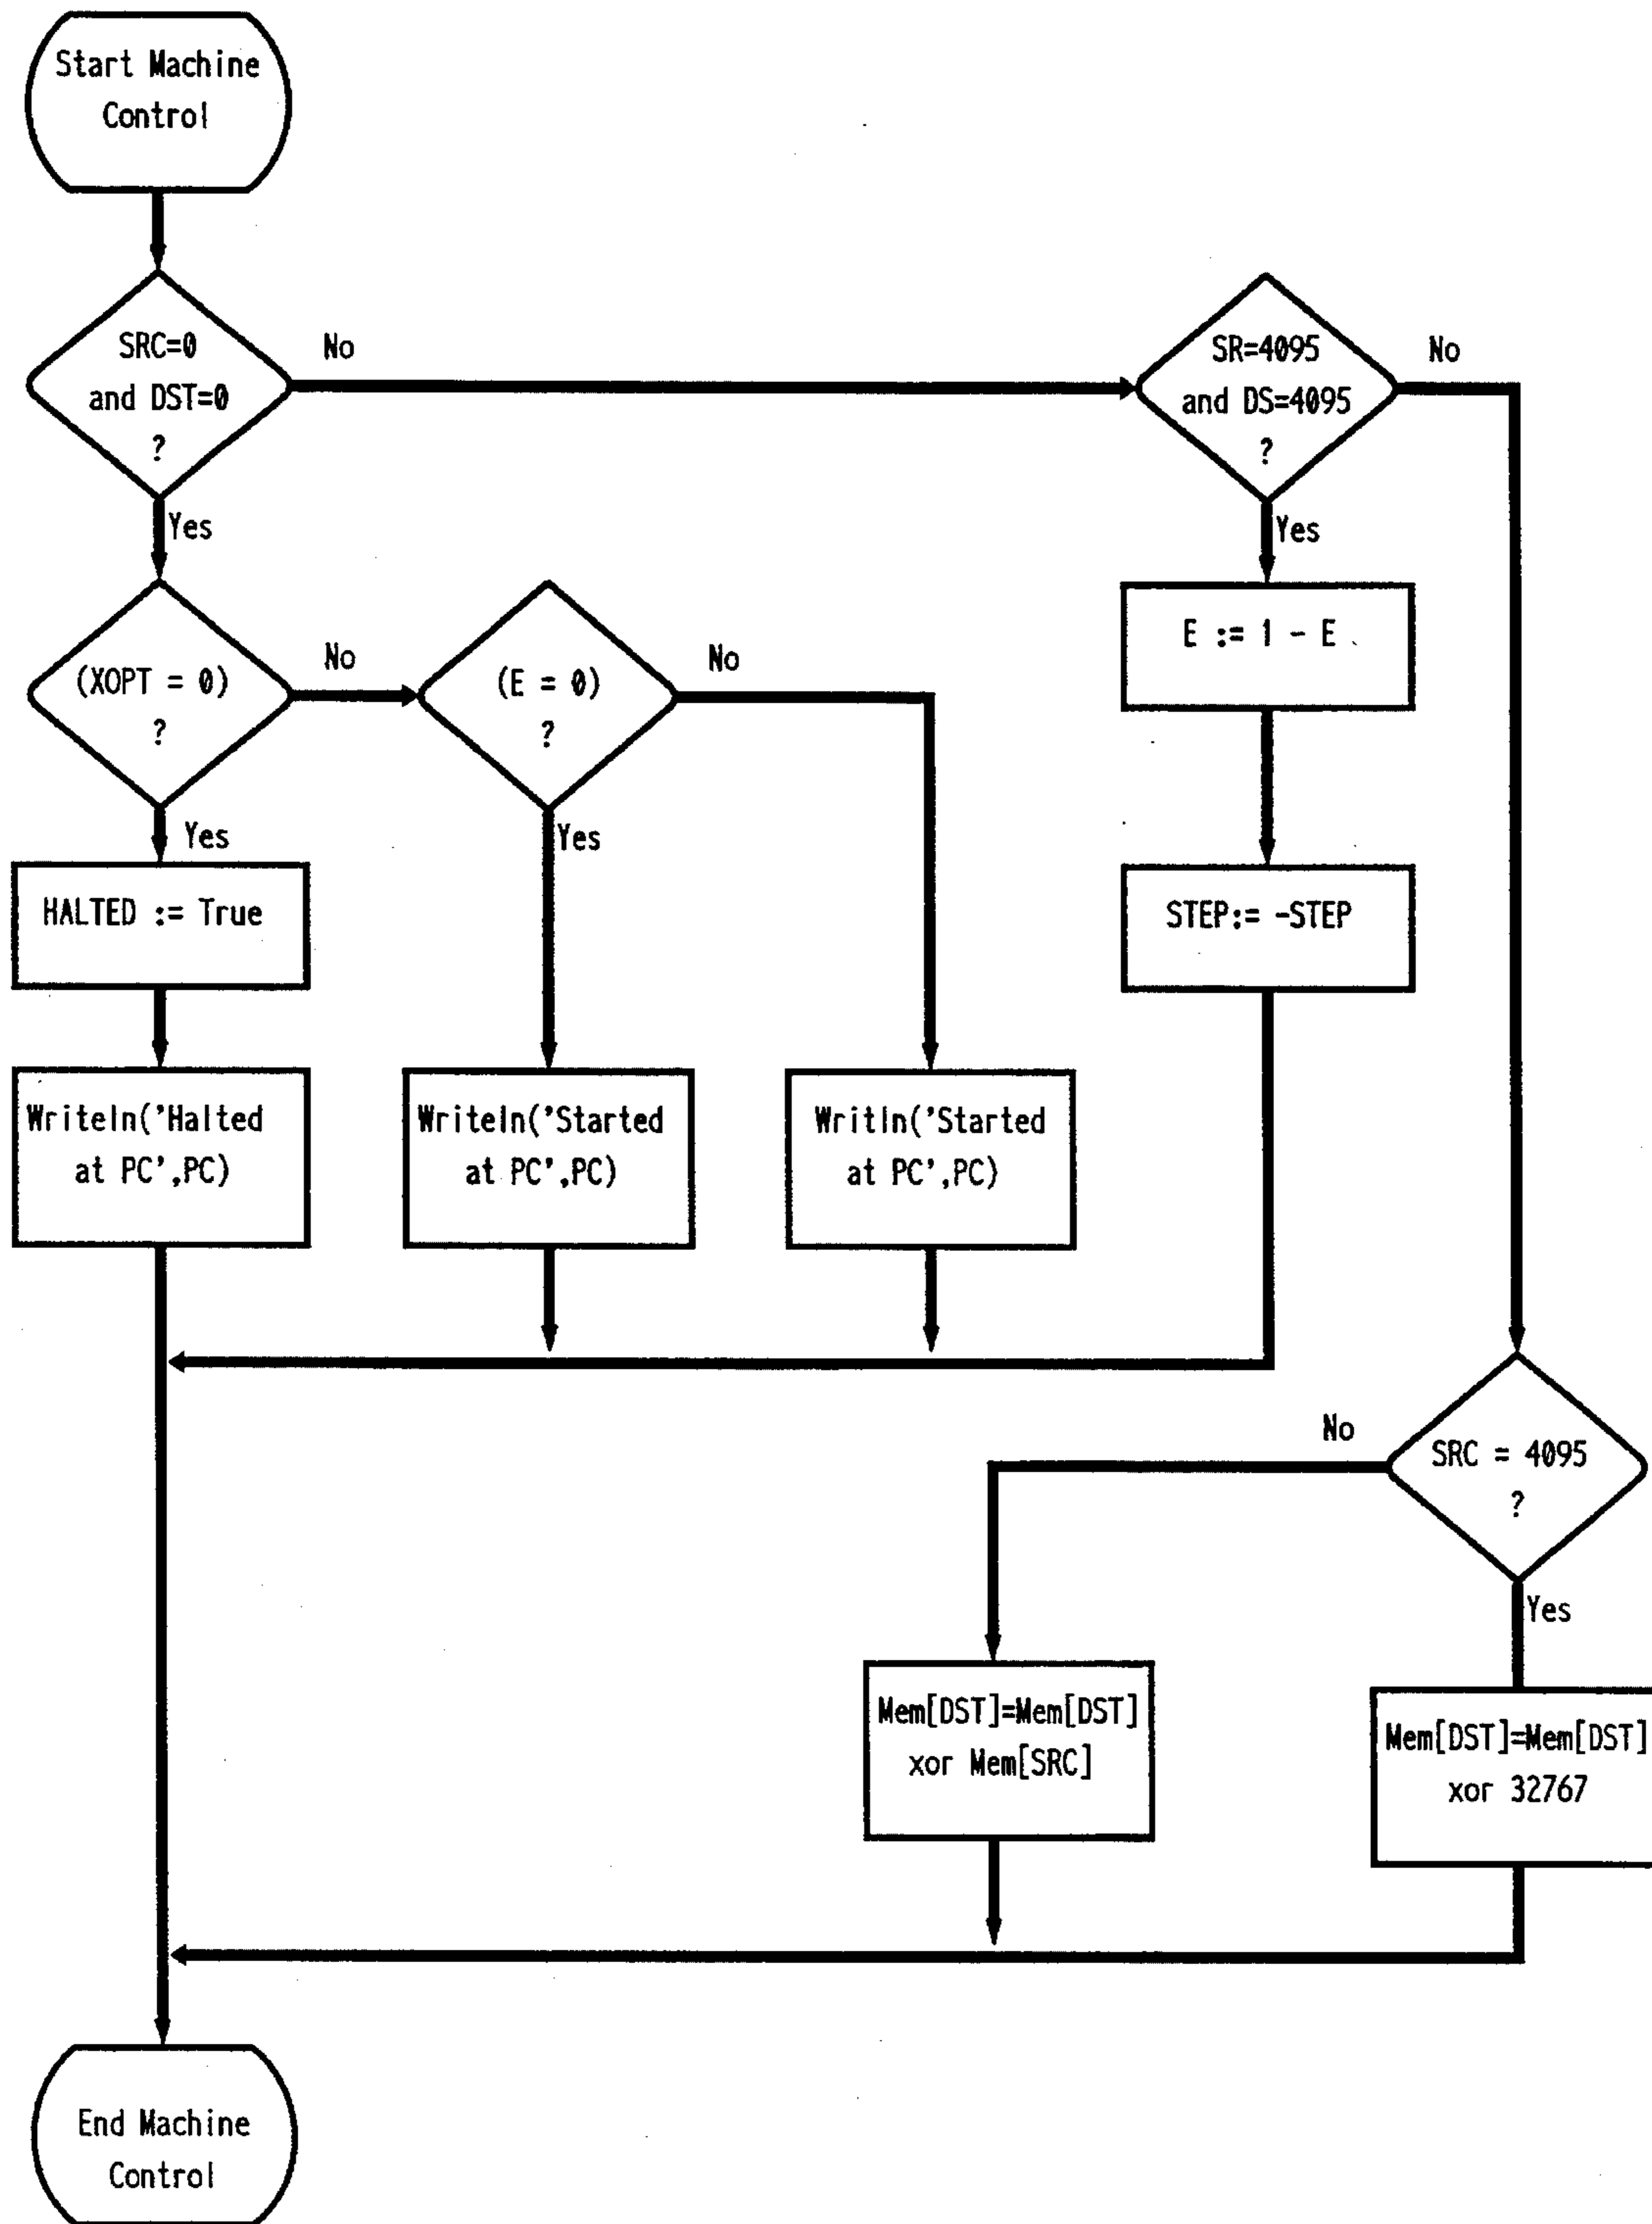 Start Machine
Control
SRC=0
and DST=0
?
No
Yes
SR=4095
and DS=4095
?
No
Yes
(XOPT = 0)
?
No
Yes
(E = 0)
?
No
Yes
E := 1 - E
HALTED := True
STEP:= -STEP
Writeln('Halted
at PC',PC)
Writeln('Started
at PC',PC)
Writln('Started
at PC',PC)
SRC = 4095
?
No
Yes
Mem[DST]=Mem[DST]
xor Mem[SRC]
Mem[DST]=Mem[DST]
xor 32767
End Machine
Control